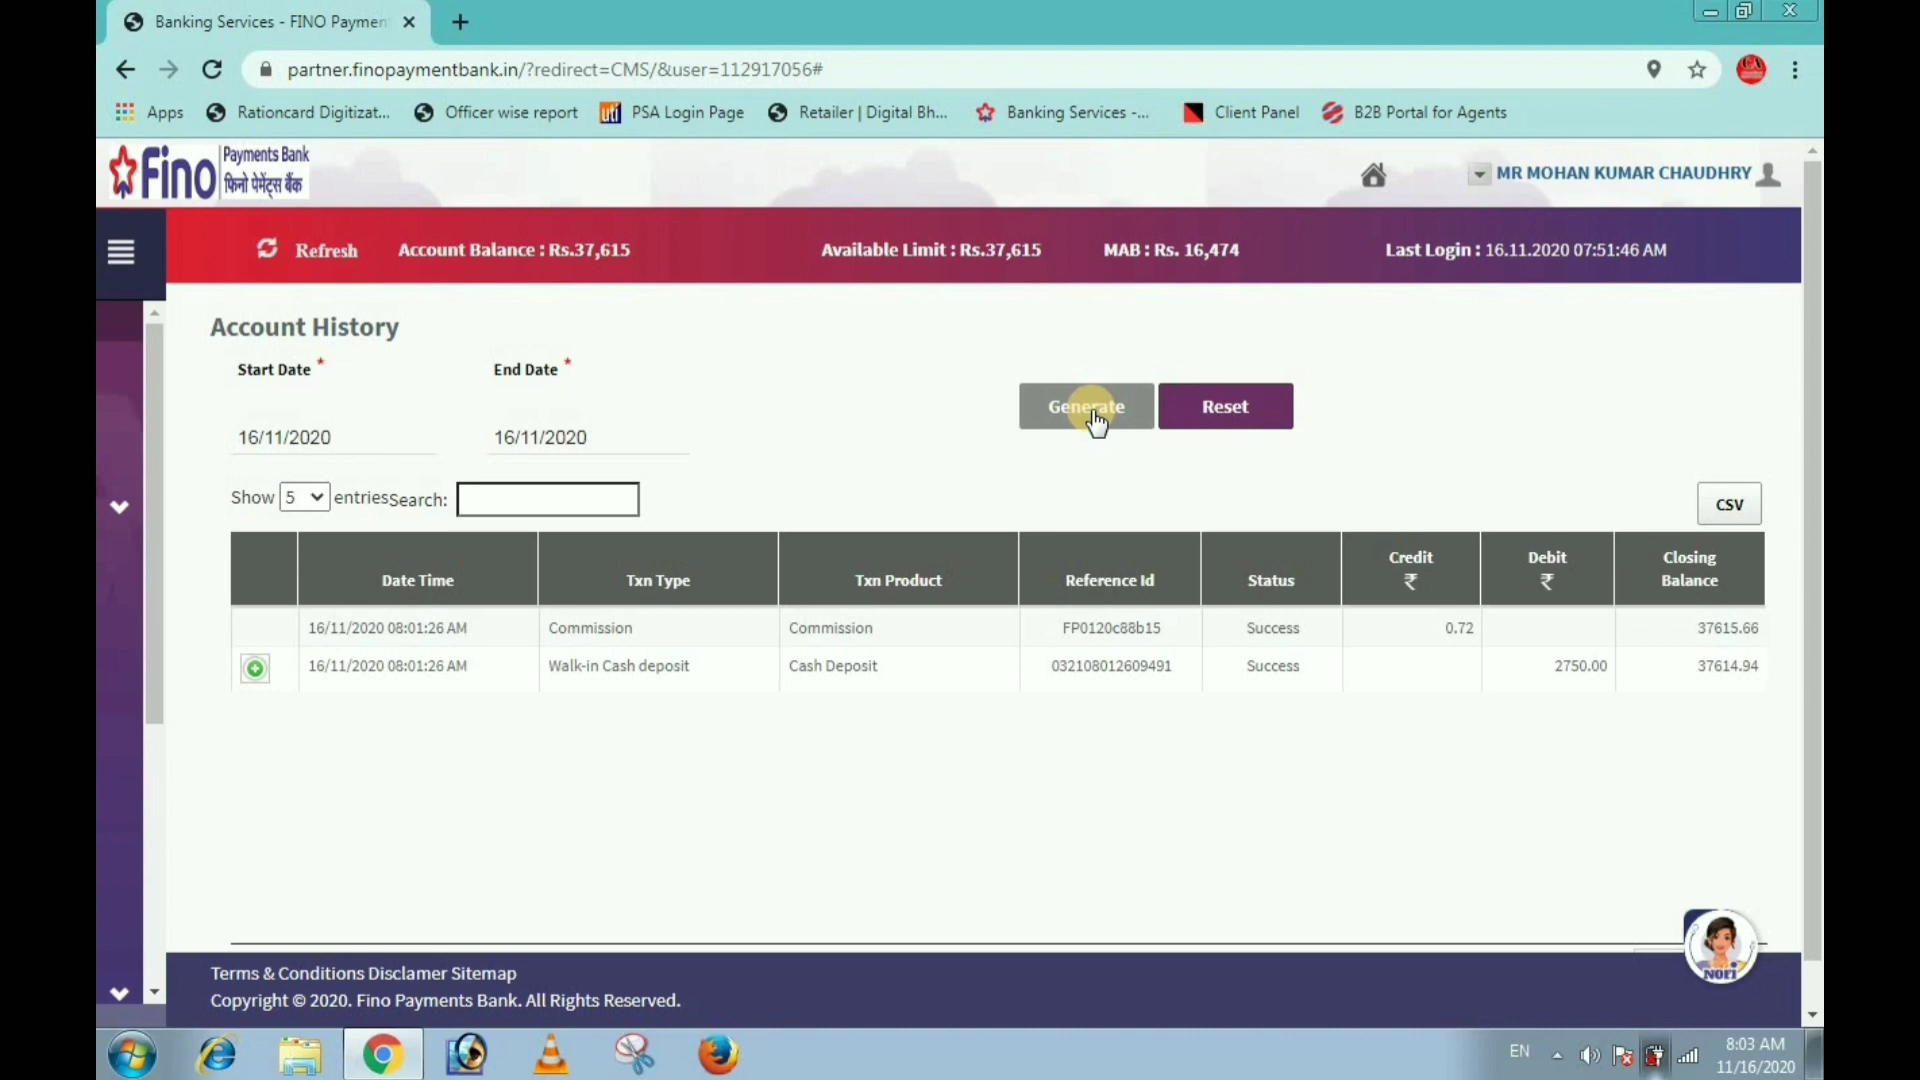 Banking Services - FINO Paymen
partner.finopaymentbank.in/?redirect=CMS/&user=112917056#
Apps Rationcard Digitizat... Officer wise report uti PSA Login Page Retailer | Digital Bh... Banking Services -... Client Panel B2B Portal for Agents
Fino Payments Bank
फिनो पेमेंट्स बैंक
MR MOHAN KUMAR CHAUDHRY
Refresh Account Balance : Rs.37,615 Available Limit : Rs.37,615 MAB : Rs. 16,474 Last Login : 16.11.2020 07:51:46 AM
Account History
Start Date * End Date *
Generate Reset
16/11/2020 16/11/2020
Show 5 entries Search:
CSV
Date Time Txn Type Txn Product Reference Id Status Credit ₹ Debit ₹ Closing Balance
16/11/2020 08:01:26 AM Commission Commission FP0120c88b15 Success 0.72 37615.66
16/11/2020 08:01:26 AM Walk-in Cash deposit Cash Deposit 032108012609491 Success 2750.00 37614.94
NOFI
Terms & Conditions Disclamer Sitemap
Copyright © 2020. Fino Payments Bank. All Rights Reserved.
EN 8:03 AM
11/16/2020